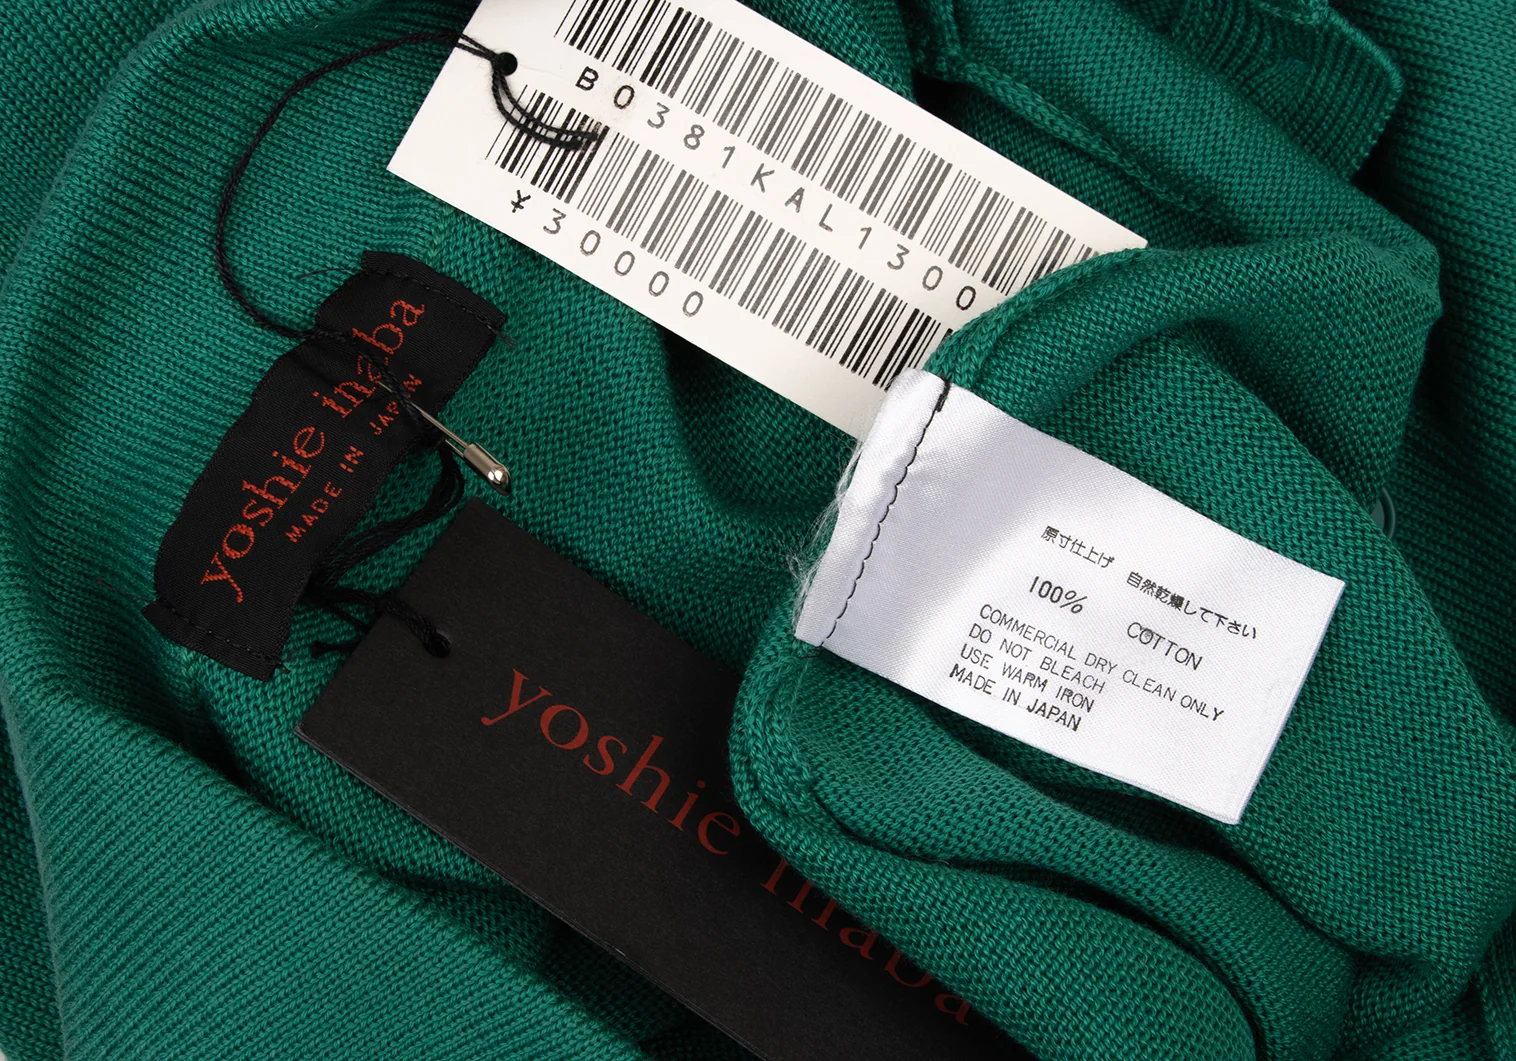 B0381KAL1300
¥30000
yoshie inaba
MADE IN JAPAN
yoshie inaba
原寸仕上げ 自然乾燥して下さい
100% COTTON
COMMERCIAL DRY CLEAN ONLY
DO NOT BLEACH
USE WARM IRON
MADE IN JAPAN